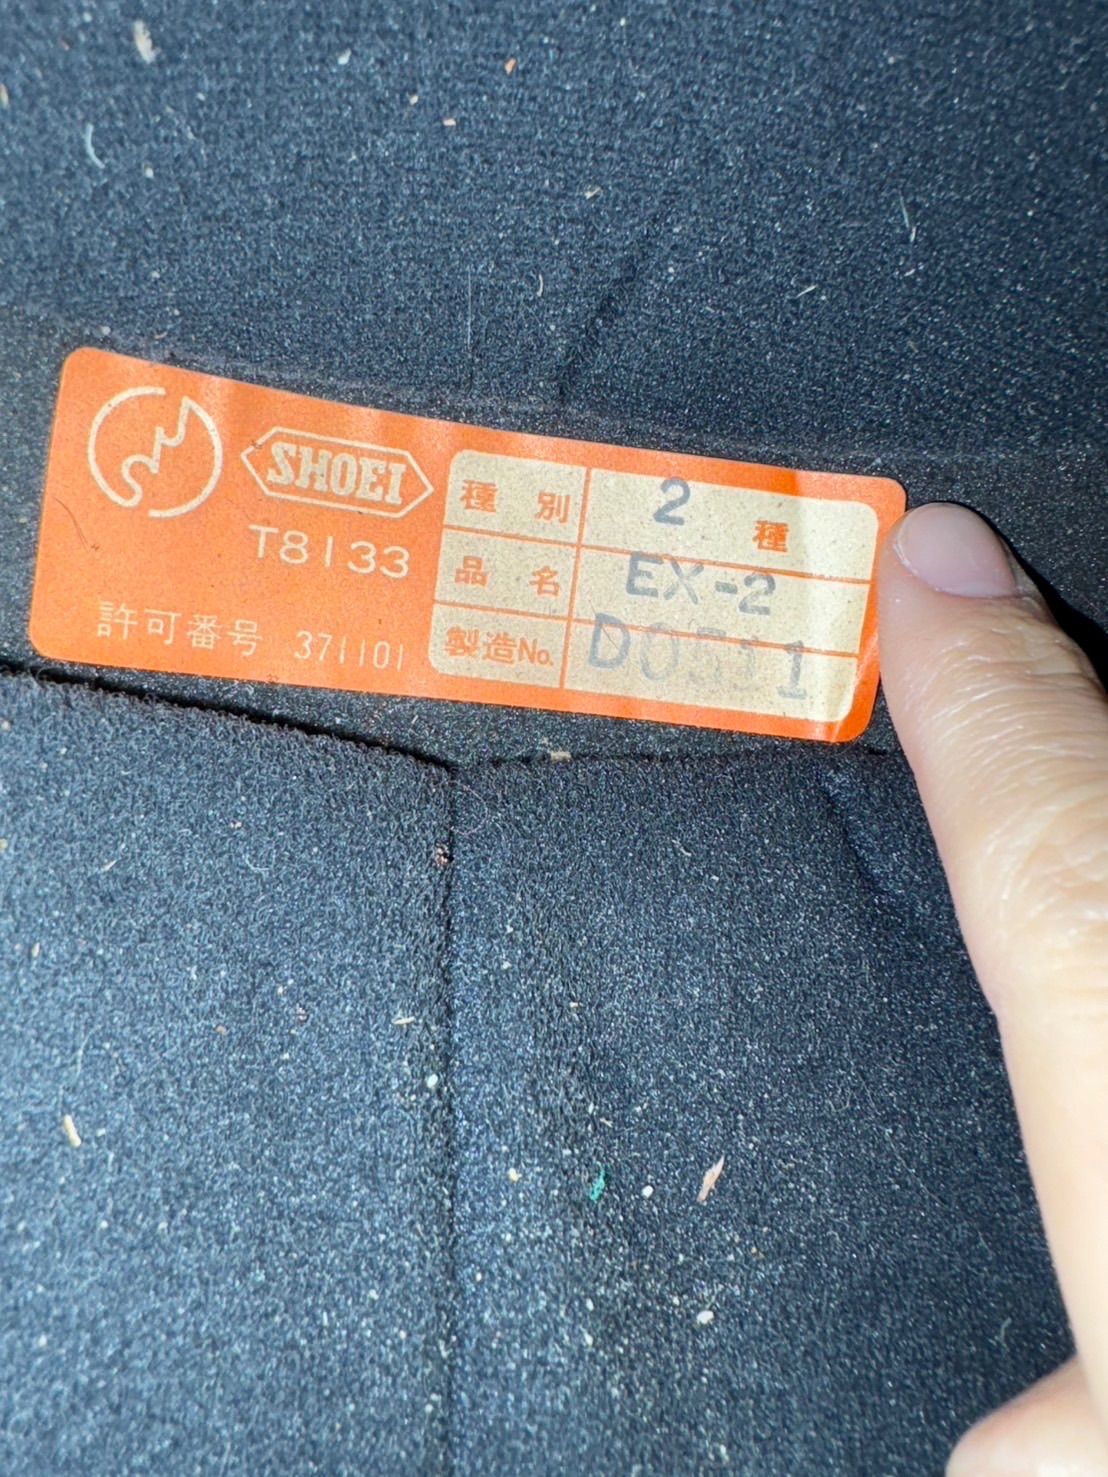 SHOEI
T8133
許可番号 371101
種別 2 種
品名 EX-2
製造No.